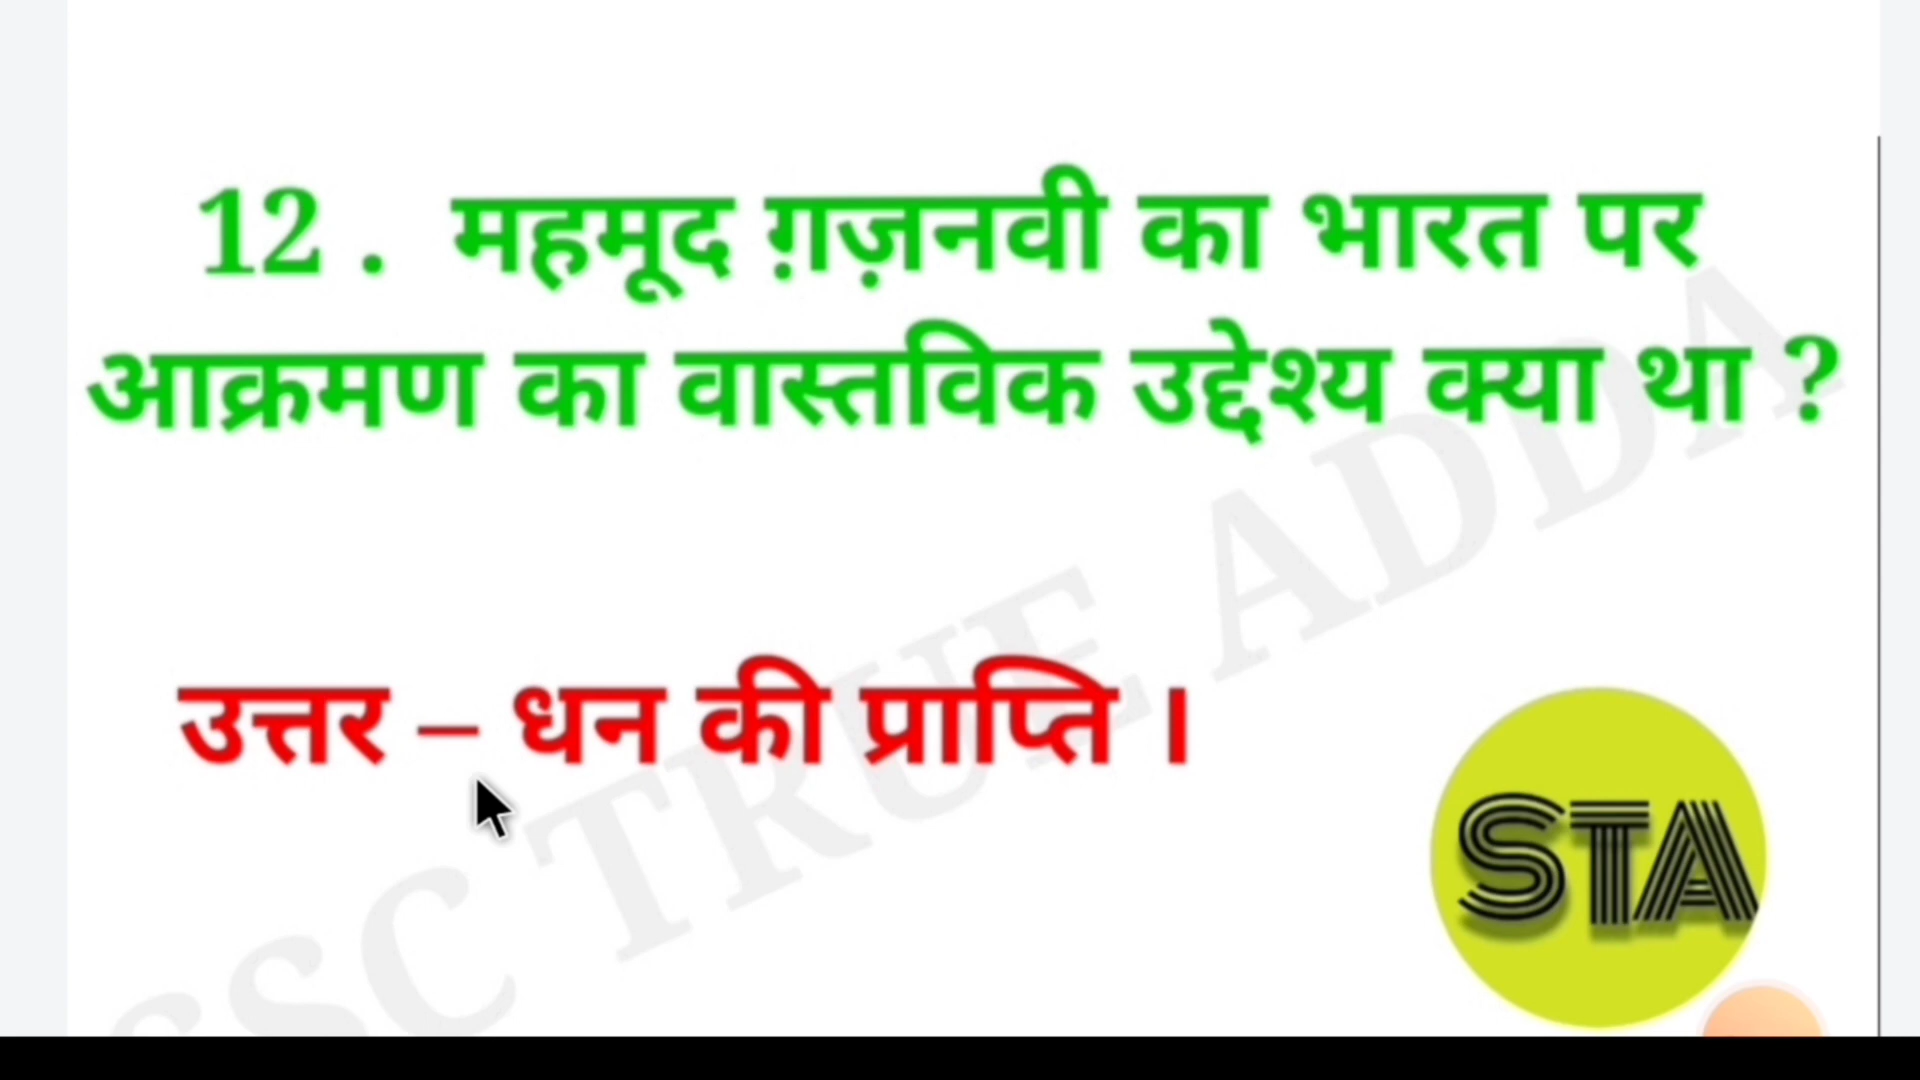 12 . महमूद ग़ज़नवी का भारत पर
आक्रमण का वास्तविक उद्देश्य क्या था ?
उत्तर – धन की प्राप्ति ।
SSC TRUE ADDA
STA